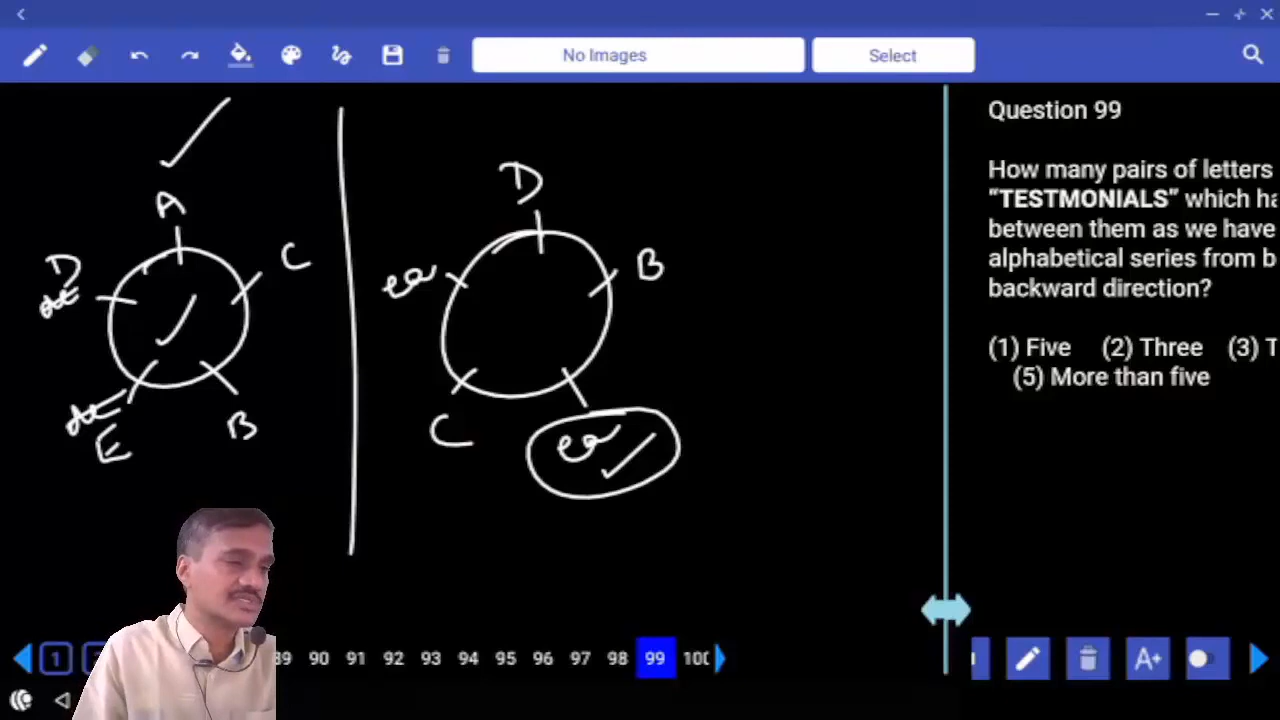 No Images
Select
Question 99
How many pairs of letters
"TESTMONIALS" which ha
between them as we have
alphabetical series from b
backward direction?
(1) Five (2) Three (3) T
(5) More than five
A
D
C
E
B
D
B
C
1
89 90 91 92 93 94 95 96 97 98 99 100
A+